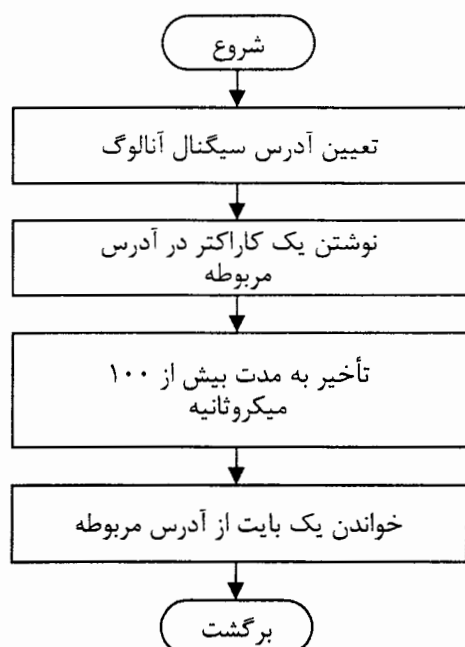 شروع
تعیین آدرس سیگنال آنالوگ
نوشتن یک کاراکتر در آدرس
مربوطه
تأخیر به مدت بیش از ۱۰۰
میکروثانیه
خواندن یک بایت از آدرس مربوطه
برگشت